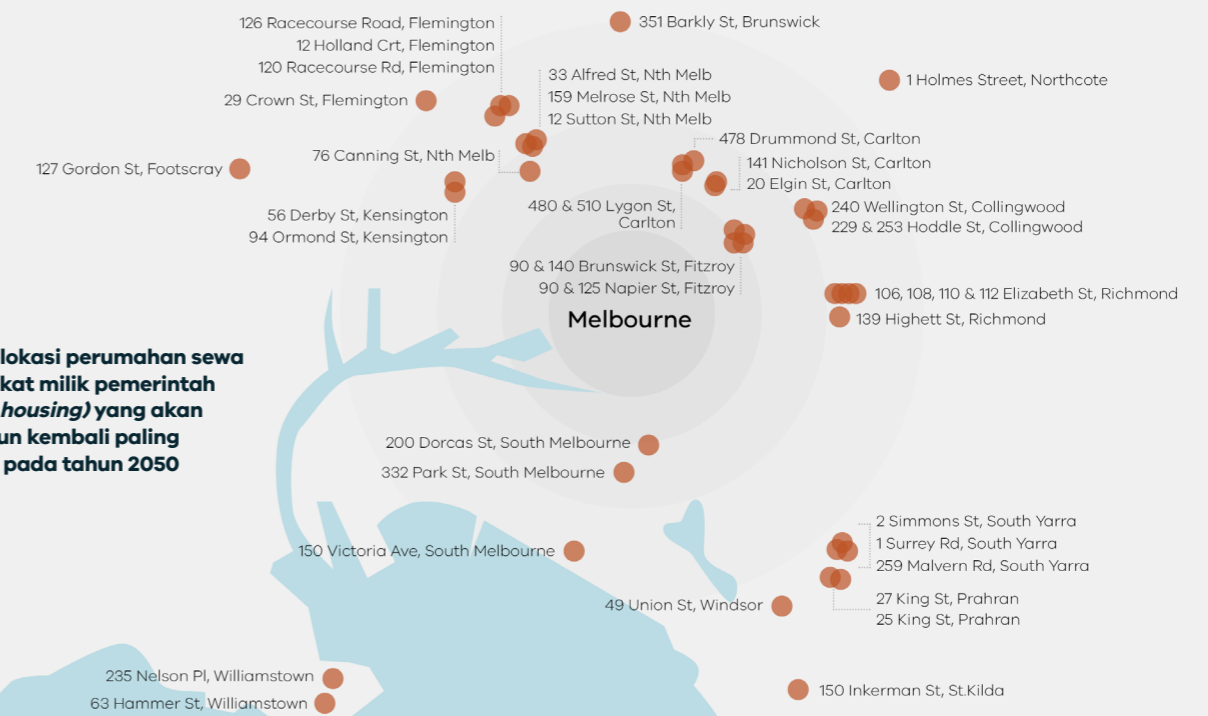 126 Racecourse Road, Flemington
12 Holland Crt, Flemington
120 Racecourse Rd, Flemington
351 Barkly St, Brunswick
33 Alfred St, Nth Melb
159 Melrose St, Nth Melb
12 Sutton St, Nth Melb
1 Holmes Street, Northcote
29 Crown St, Flemington
478 Drummond St, Carlton
76 Canning St, Nth Melb
141 Nicholson St, Carlton
20 Elgin St, Carlton
127 Gordon St, Footscray
56 Derby St, Kensington
94 Ormond St, Kensington
480 & 510 Lygon St,
Carlton
240 Wellington St, Collingwood
229 & 253 Hoddle St, Collingwood
90 & 140 Brunswick St, Fitzroy
90 & 125 Napier St, Fitzroy
106, 108, 110 & 112 Elizabeth St, Richmond
139 Highett St, Richmond
Melbourne
lokasi perumahan sewa
kat milik pemerintah
housing) yang akan
un kembali paling
pada tahun 2050
200 Dorcas St, South Melbourne
332 Park St, South Melbourne
150 Victoria Ave, South Melbourne
2 Simmons St, South Yarra
1 Surrey Rd, South Yarra
259 Malvern Rd, South Yarra
27 King St, Prahran
25 King St, Prahran
49 Union St, Windsor
235 Nelson Pl, Williamstown
63 Hammer St, Williamstown
150 Inkerman St, St.Kilda